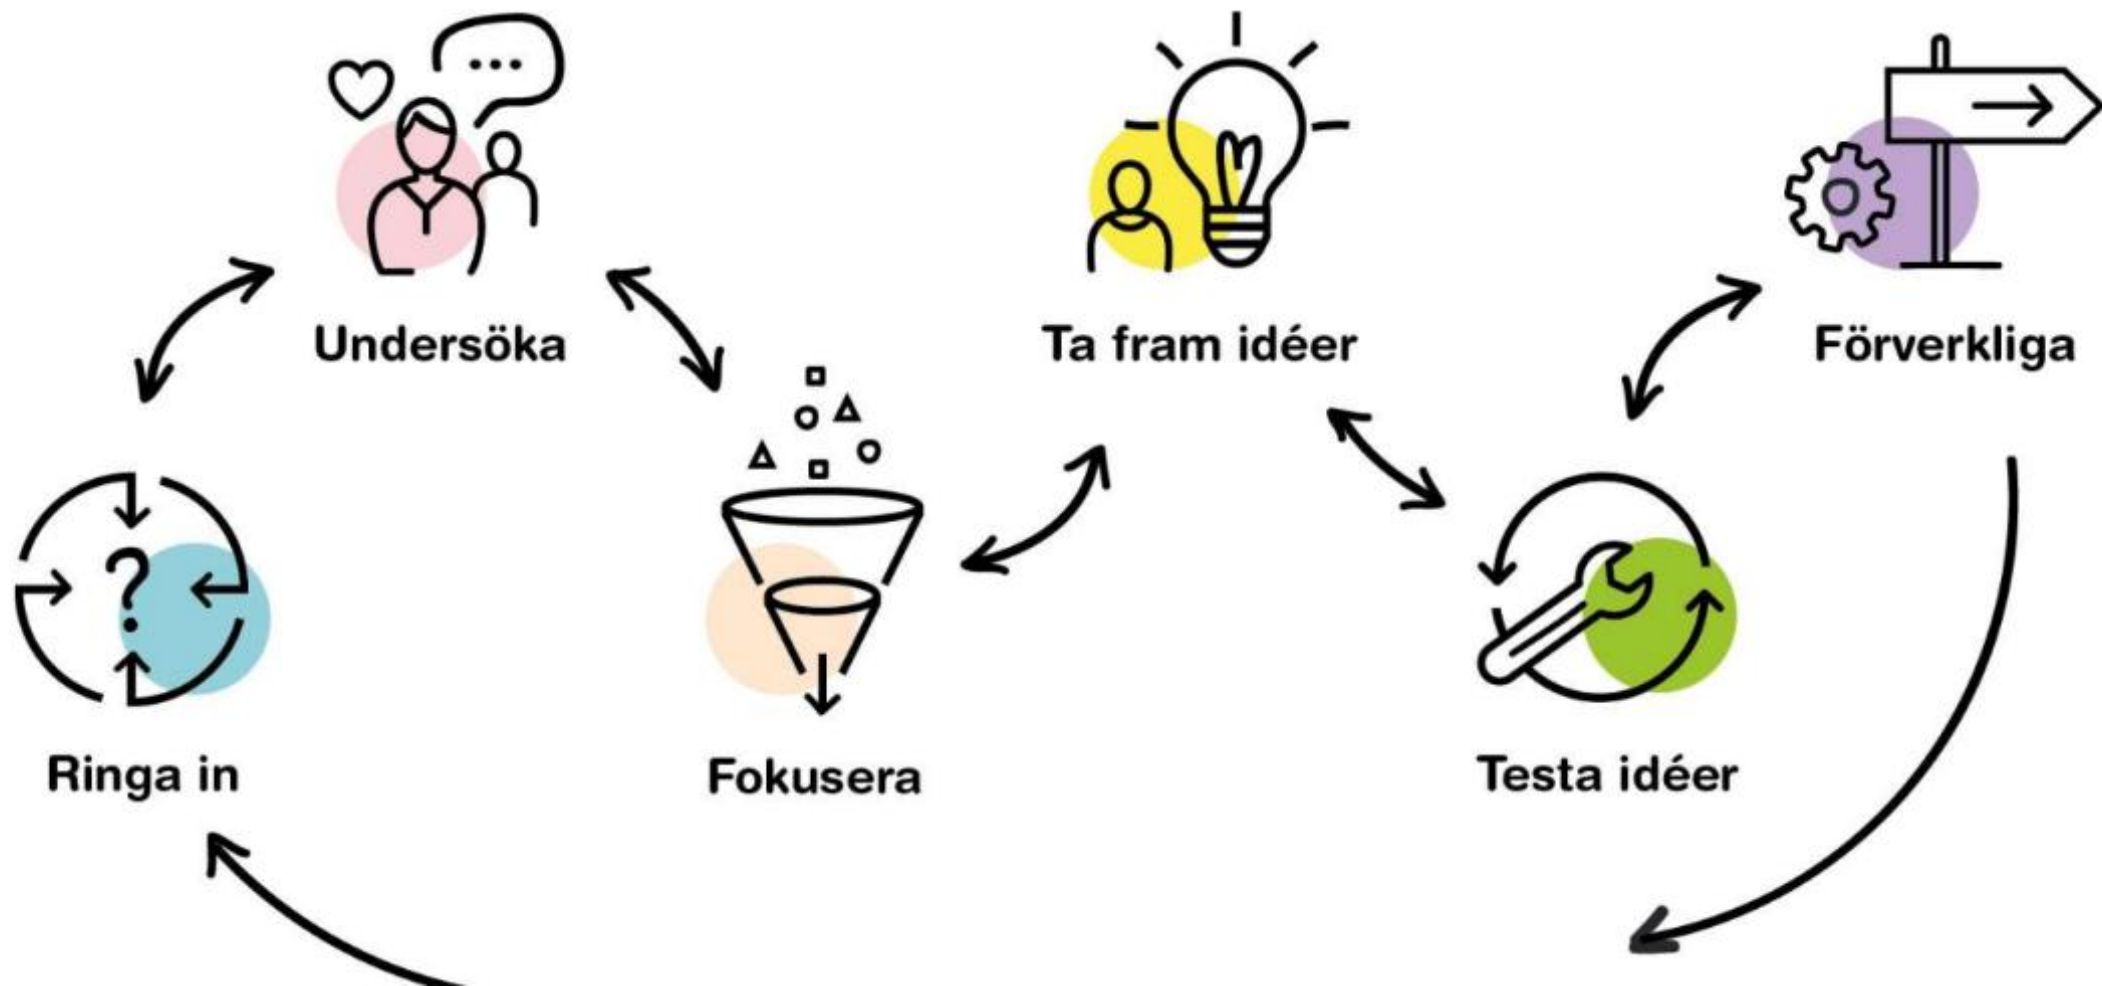 Undersöka
Ta fram idéer
Förverkliga
?
Ringa in
Fokusera
Testa idéer